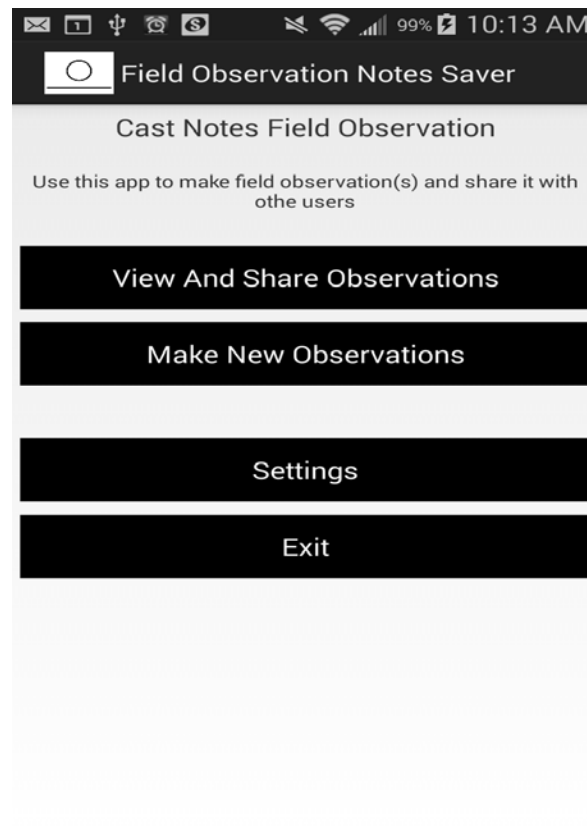 1 S 99% 10:13 AM
Field Observation Notes Saver
Cast Notes Field Observation
Use this app to make field observation(s) and share it with
othe users
View And Share Observations
Make New Observations
Settings
Exit